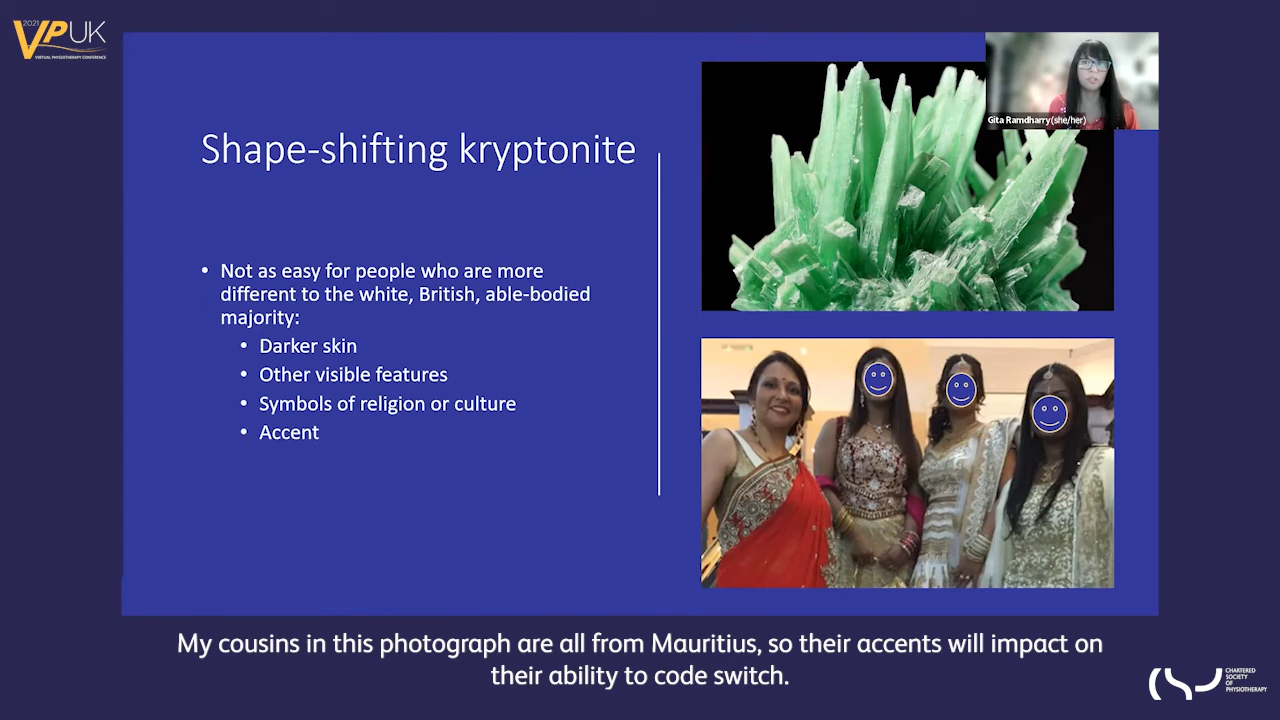 2021
VPUK
VIRTUAL PHYSIOTHERAPY CONFERENCE
Gita Ramdharry(she/her)
Shape-shifting kryptonite
• Not as easy for people who are more
different to the white, British, able-bodied
majority:
• Darker skin
• Other visible features
• Symbols of religion or culture
• Accent
My cousins in this photograph are all from Mauritius, so their accents will impact on
their ability to code switch.
CHARTERED
SOCIETY
OF
PHYSIOTHERAPY